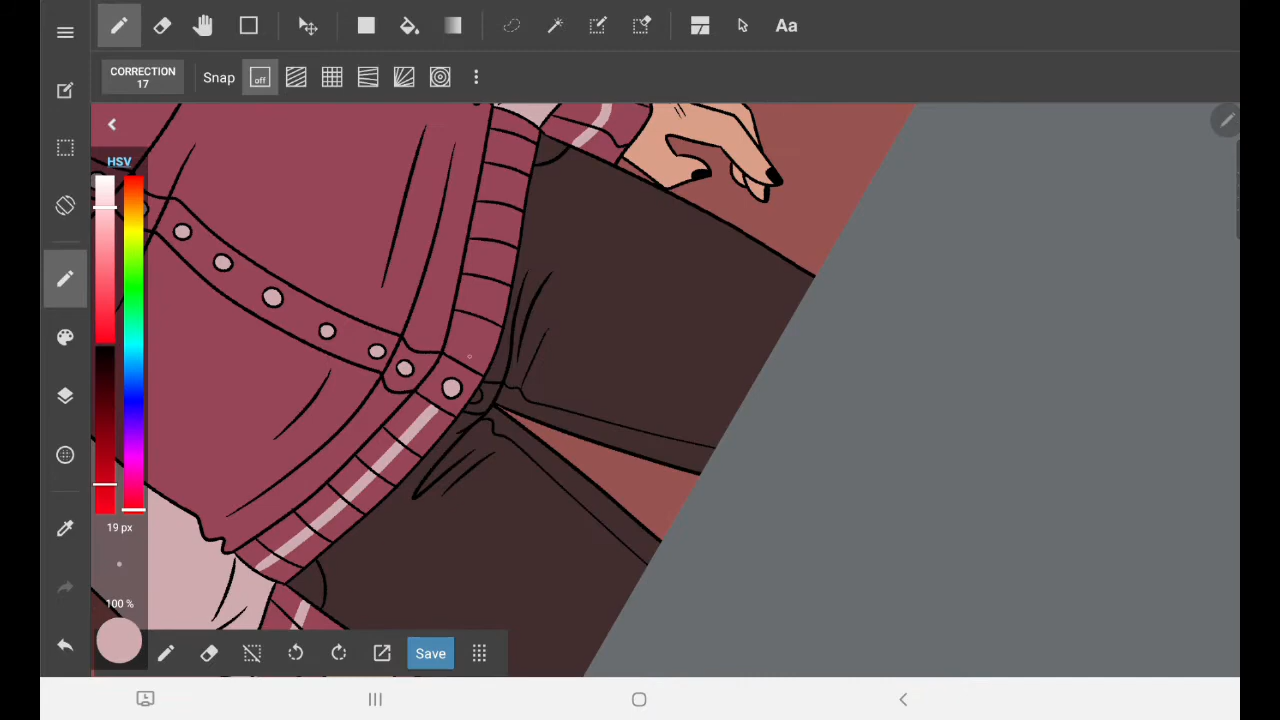 Aa
CORRECTION
17
Snap
off
HSV
19 px
100 %
Save